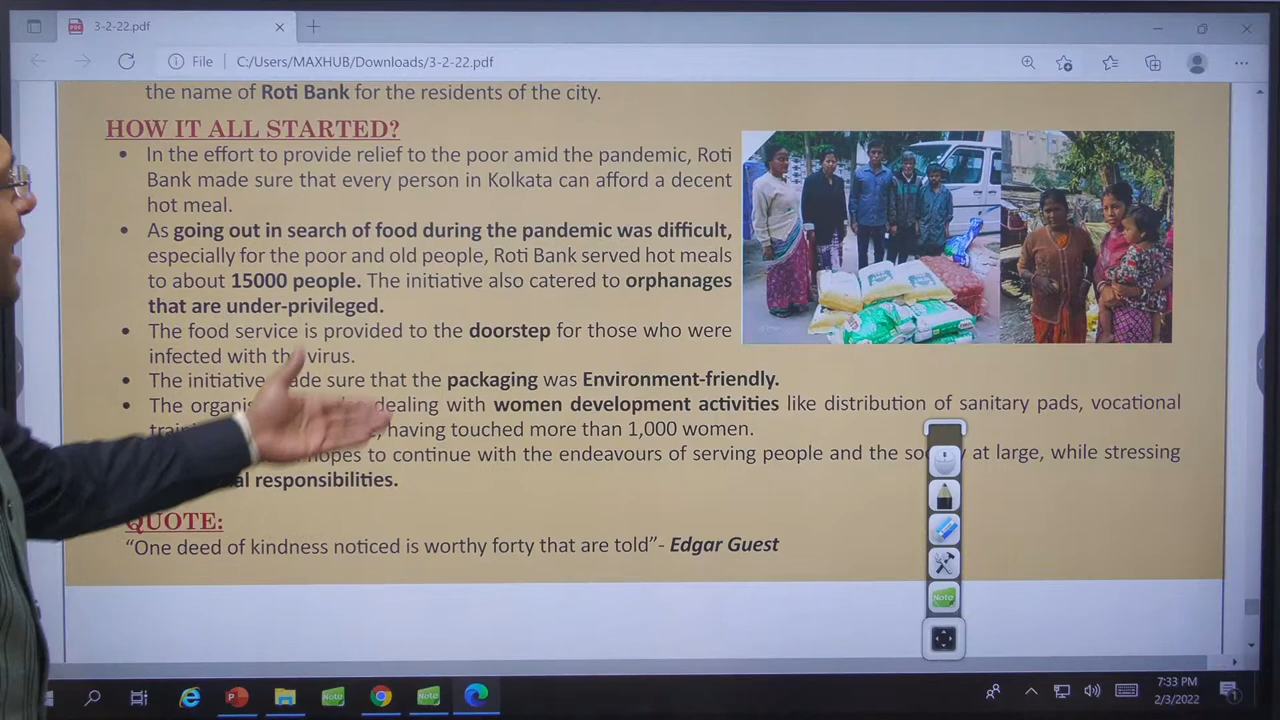 3-2-22.pdf
File
C:/Users/MAXHUB/Downloads/3-2-22.pdf
the name of Roti Bank for the residents of the city.
HOW IT ALL STARTED?
• In the effort to provide relief to the poor amid the pandemic, Roti
Bank made sure that every person in Kolkata can afford a decent
hot meal.
• As going out in search of food during the pandemic was difficult,
especially for the poor and old people, Roti Bank served hot meals
to about 15000 people. The initiative also catered to orphanages
that are under-privileged.
• The food service is provided to the doorstep for those who were
infected with the virus.
• The initiative made sure that the packaging was Environment-friendly.
• The dealing with women development activities like distribution of sanitary pads, vocational
having touched more than 1,000 women.
hopes to continue with the endeavours of serving people and the at large, while stressing
responsibilities.
QUOTE:
“One deed of kindness noticed is worthy forty that are told”- Edgar Guest
Note
Note
Note
7:33 PM
2/3/2022